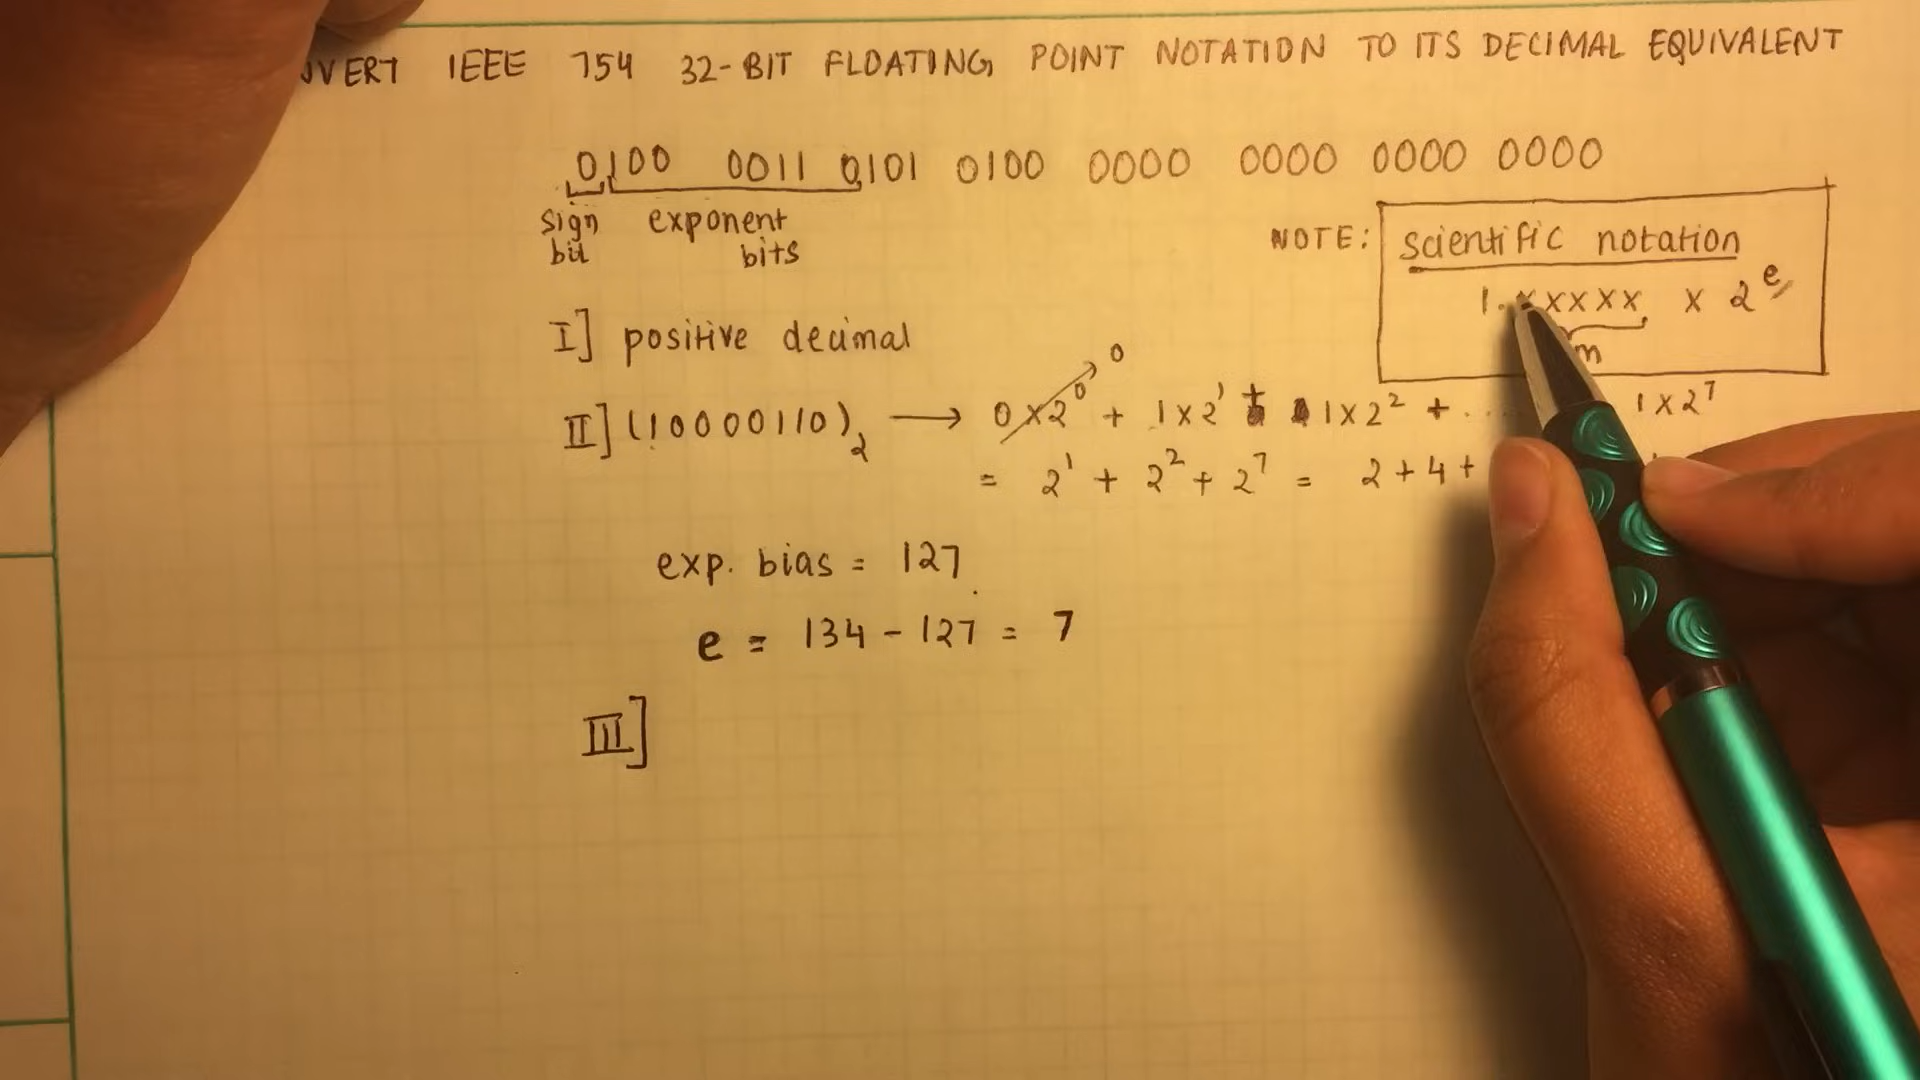 IEEE 754 32-BIT FLOATING POINT NOTATION TO ITS DECIMAL EQUIVALENT
0100 0011 0101 0100 0000 0000 0000 0000
sign bit
exponent bits
NOTE:
scientific notation
1.xxxxx x 2^e
m
I] positive decimal
II] (10000110)₂ ⟶ 0x2⁰ + 1x2¹ + 1x2² + .... 1x2⁷
0
= 2¹ + 2² + 2⁷ = 2 + 4 +
exp. bias = 127
e = 134 - 127 = 7
III]